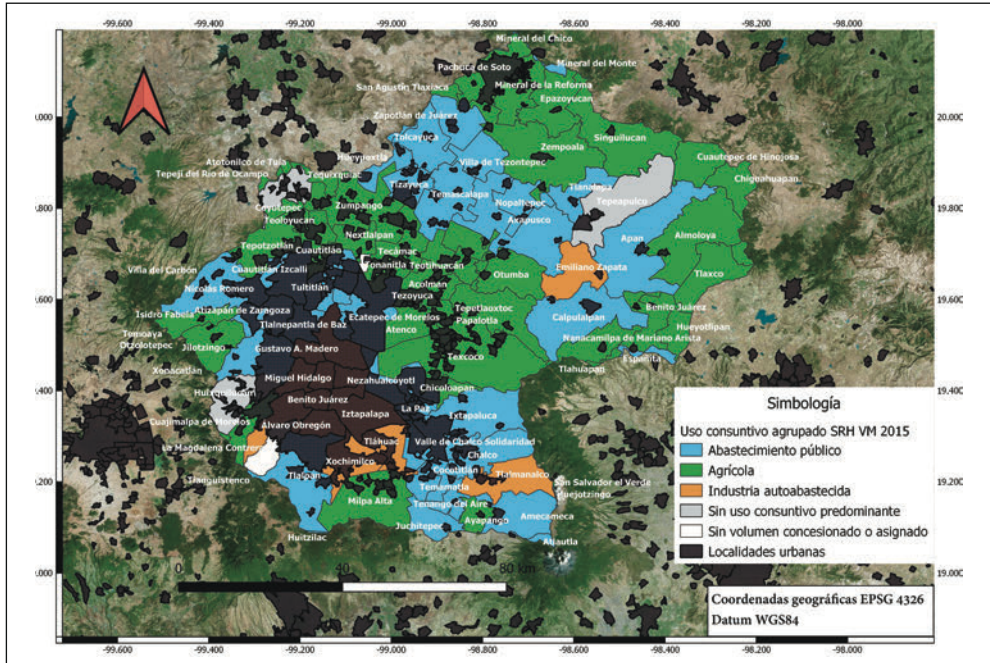 -99.600 -99.400 -99.200 -99.000 -98.800 -98.600 -98.400 -98.200 -98.000
Mineral del Chico
Pachuca de Soto
Mineral del Monte
San Agustín Tlaxiaca
Mineral de la Reforma
Epazoyucan
Zapotlán de Juárez
.000
20.000
Tolcayuca
Singuilucan
Zempoala
Hueypoxtla
Cuautepec de Hinojosa
Atotonilco de Tula
Villa de Tezontepec
Tepeji del Río de Ocampo
Tequixquiac
Chignahuapan
Tizayuca
Tlanalapa
Temascalapa
Tepeapulco
Coyotepec
Zumpango
Nopaltepec
.800
19.800
Teoloyucan
Axapusco
Nextlalpan
Apan
Almoloya
Tepotzotlán
Tecámac
Cuautitlán
Tonanitla
Teotihuacán
Villa del Carbón
Cuautitlán Izcalli
Acolman
Otumba
Emiliano Zapata
Tlaxco
Nicolás Romero
Tultitlán
Tezoyuca
.600
19.600
Isidro Fabela
Atizapán de Zaragoza
Ecatepec de Morelos
Tepetlaoxtoc
Calpulalpan
Benito Juárez
Tlalnepantla de Baz
Atenco
Papalotla
Hueyotlipan
Temoaya
Otzolotepec
Jilotzingo
Gustavo A. Madero
Nanacamilpa de Mariano Arista
Texcoco
Españita
Xonacatlán
Tlahuapan
Miguel Hidalgo
Nezahualcóyotl
.400
19.400
Huixquilucan
Chicoloapan
Benito Juárez
La Paz
Cuajimalpa de Morelos
Iztapalapa
Ixtapaluca
Álvaro Obregón
La Magdalena Contreras
Tláhuac
Valle de Chalco Solidaridad
Xochimilco
Chalco
Tianguistenco
Tlalpan
Cocotitlán
Tlalmanalco
.200
19.200
Temamatla
San Salvador el Verde
Milpa Alta
Huejotzingo
Tenango del Aire
Ayapango
Amecameca
Juchitepec
Huitzilac
Atlautla
Simbología
Uso consuntivo agrupado SRH VM 2015
Abastecimiento público
Agrícola
Industria autoabastecida
Sin uso consuntivo predominante
Sin volumen concesionado o asignado
Localidades urbanas
.000
19.000
0 40 80 km
Coordenadas geográficas EPSG 4326
Datum WGS84
-99.600 -99.400 -99.200 -99.000 -98.800 -98.600 -98.400 -98.200 -98.000